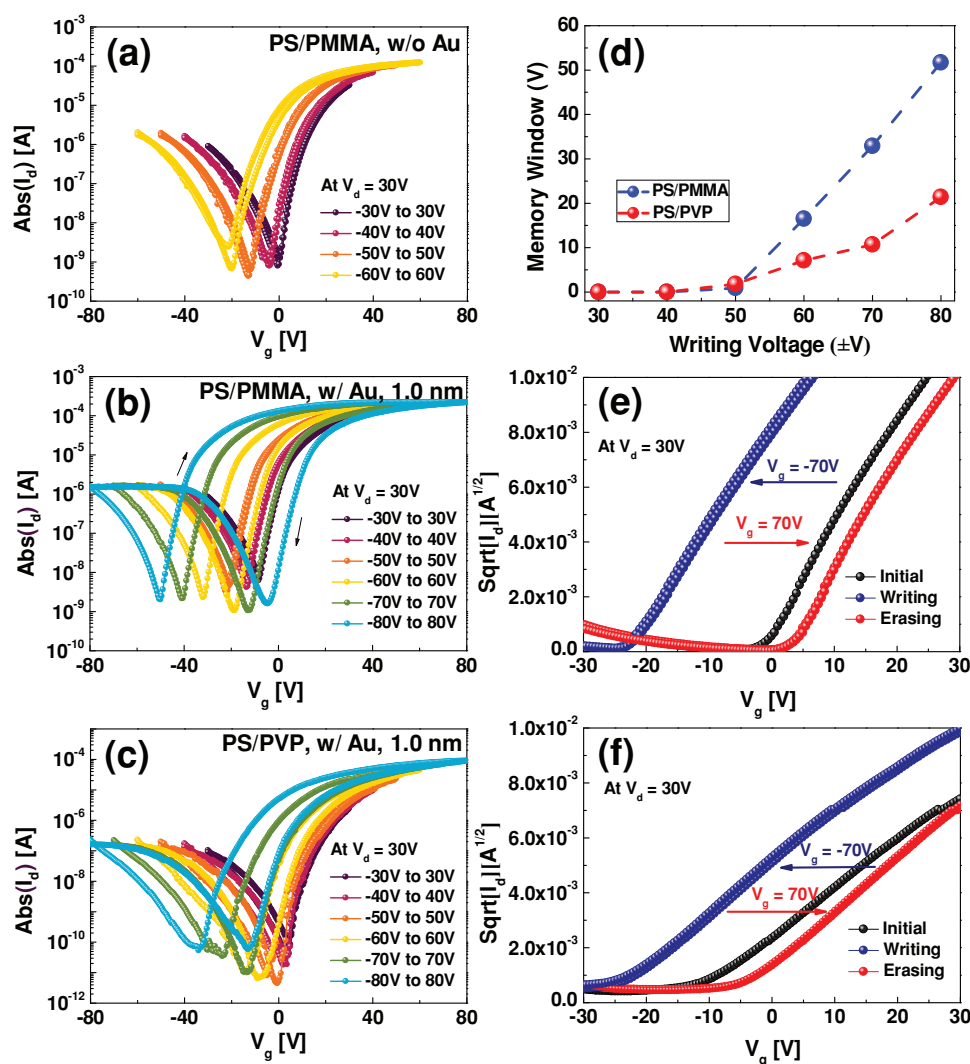 (a)
PS/PMMA, w/o Au
10⁻³
10⁻⁴
10⁻⁵
10⁻⁶
10⁻⁷
10⁻⁸
10⁻⁹
10⁻¹⁰
Abs(I_d) [A]
At V_d = 30V
-30V to 30V
-40V to 40V
-50V to 50V
-60V to 60V
-80 -40 0 40 80
V_g [V]
(d)
50
40
30
20
10
0
Memory Window (V)
PS/PMMA
PS/PVP
30 40 50 60 70 80
Writing Voltage (±V)
(b)
PS/PMMA, w/ Au, 1.0 nm
10⁻³
10⁻⁴
10⁻⁵
10⁻⁶
10⁻⁷
10⁻⁸
10⁻⁹
10⁻¹⁰
Abs(I_d) [A]
At V_d = 30V
-30V to 30V
-40V to 40V
-50V to 50V
-60V to 60V
-70V to 70V
-80V to 80V
-80 -40 0 40 80
V_g [V]
(e)
1.0x10⁻²
8.0x10⁻³
6.0x10⁻³
4.0x10⁻³
2.0x10⁻³
0.0
Sqrt|I_d|[A^1/2]
At V_d = 30V
V_g = -70V
V_g = 70V
Initial
Writing
Erasing
-30 -20 -10 0 10 20 30
V_g [V]
(c)
PS/PVP, w/ Au, 1.0 nm
10⁻⁴
10⁻⁶
10⁻⁸
10⁻¹⁰
10⁻¹²
Abs(I_d) [A]
At V_d = 30V
-30V to 30V
-40V to 40V
-50V to 50V
-60V to 60V
-70V to 70V
-80V to 80V
-80 -40 0 40 80
V_g [V]
(f)
1.0x10⁻²
8.0x10⁻³
6.0x10⁻³
4.0x10⁻³
2.0x10⁻³
0.0
Sqrt|I_d|[A^1/2]
At V_d = 30V
V_g = -70V
V_g = 70V
Initial
Writing
Erasing
-30 -20 -10 0 10 20 30
V_g [V]